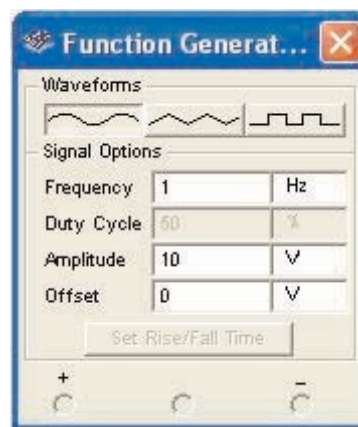 Function Generat...
Waveforms
Signal Options
Frequency 1 Hz
Duty Cycle 50 %
Amplitude 10 V
Offset 0 V
Set Rise/Fall Time
+ −